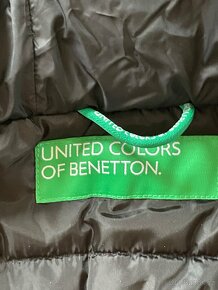 UNITED COLORS
OF BENETTON.